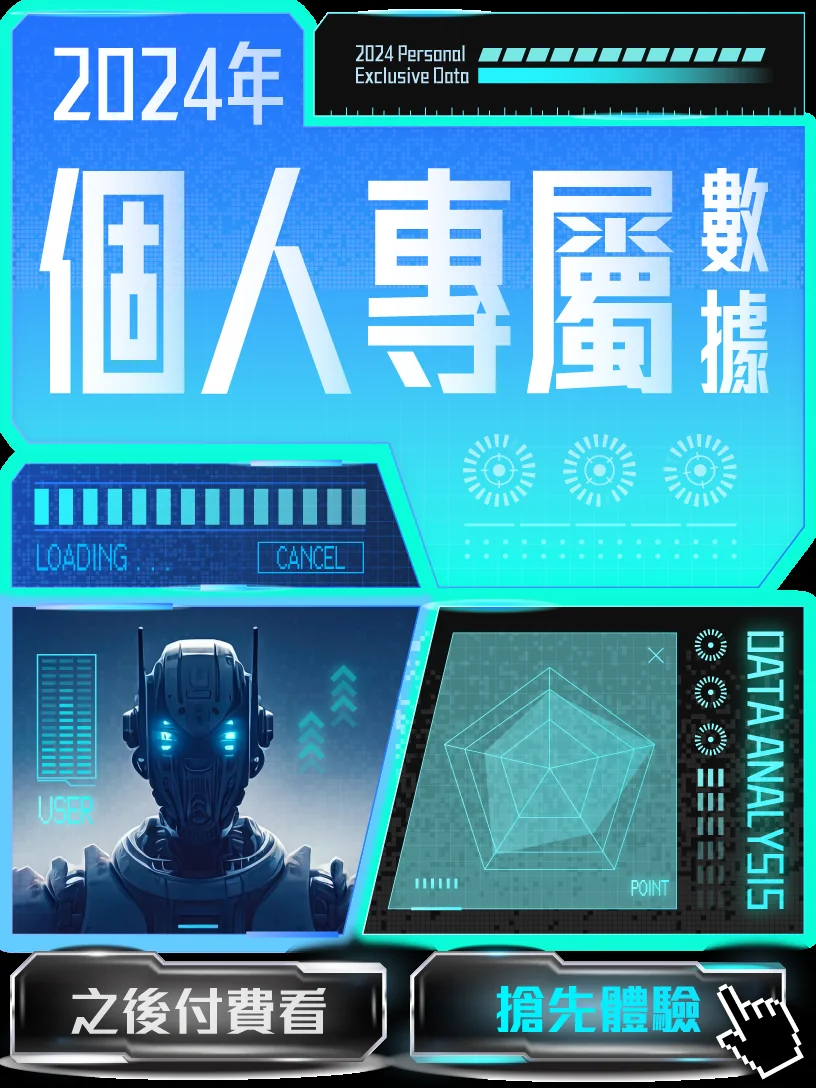 2024年
2024 Personal
Exclusive Data
個人專屬
數據
LOADING . . .
CANCEL
USER
POINT
DATA ANALYSIS
之後付費看
搶先體驗